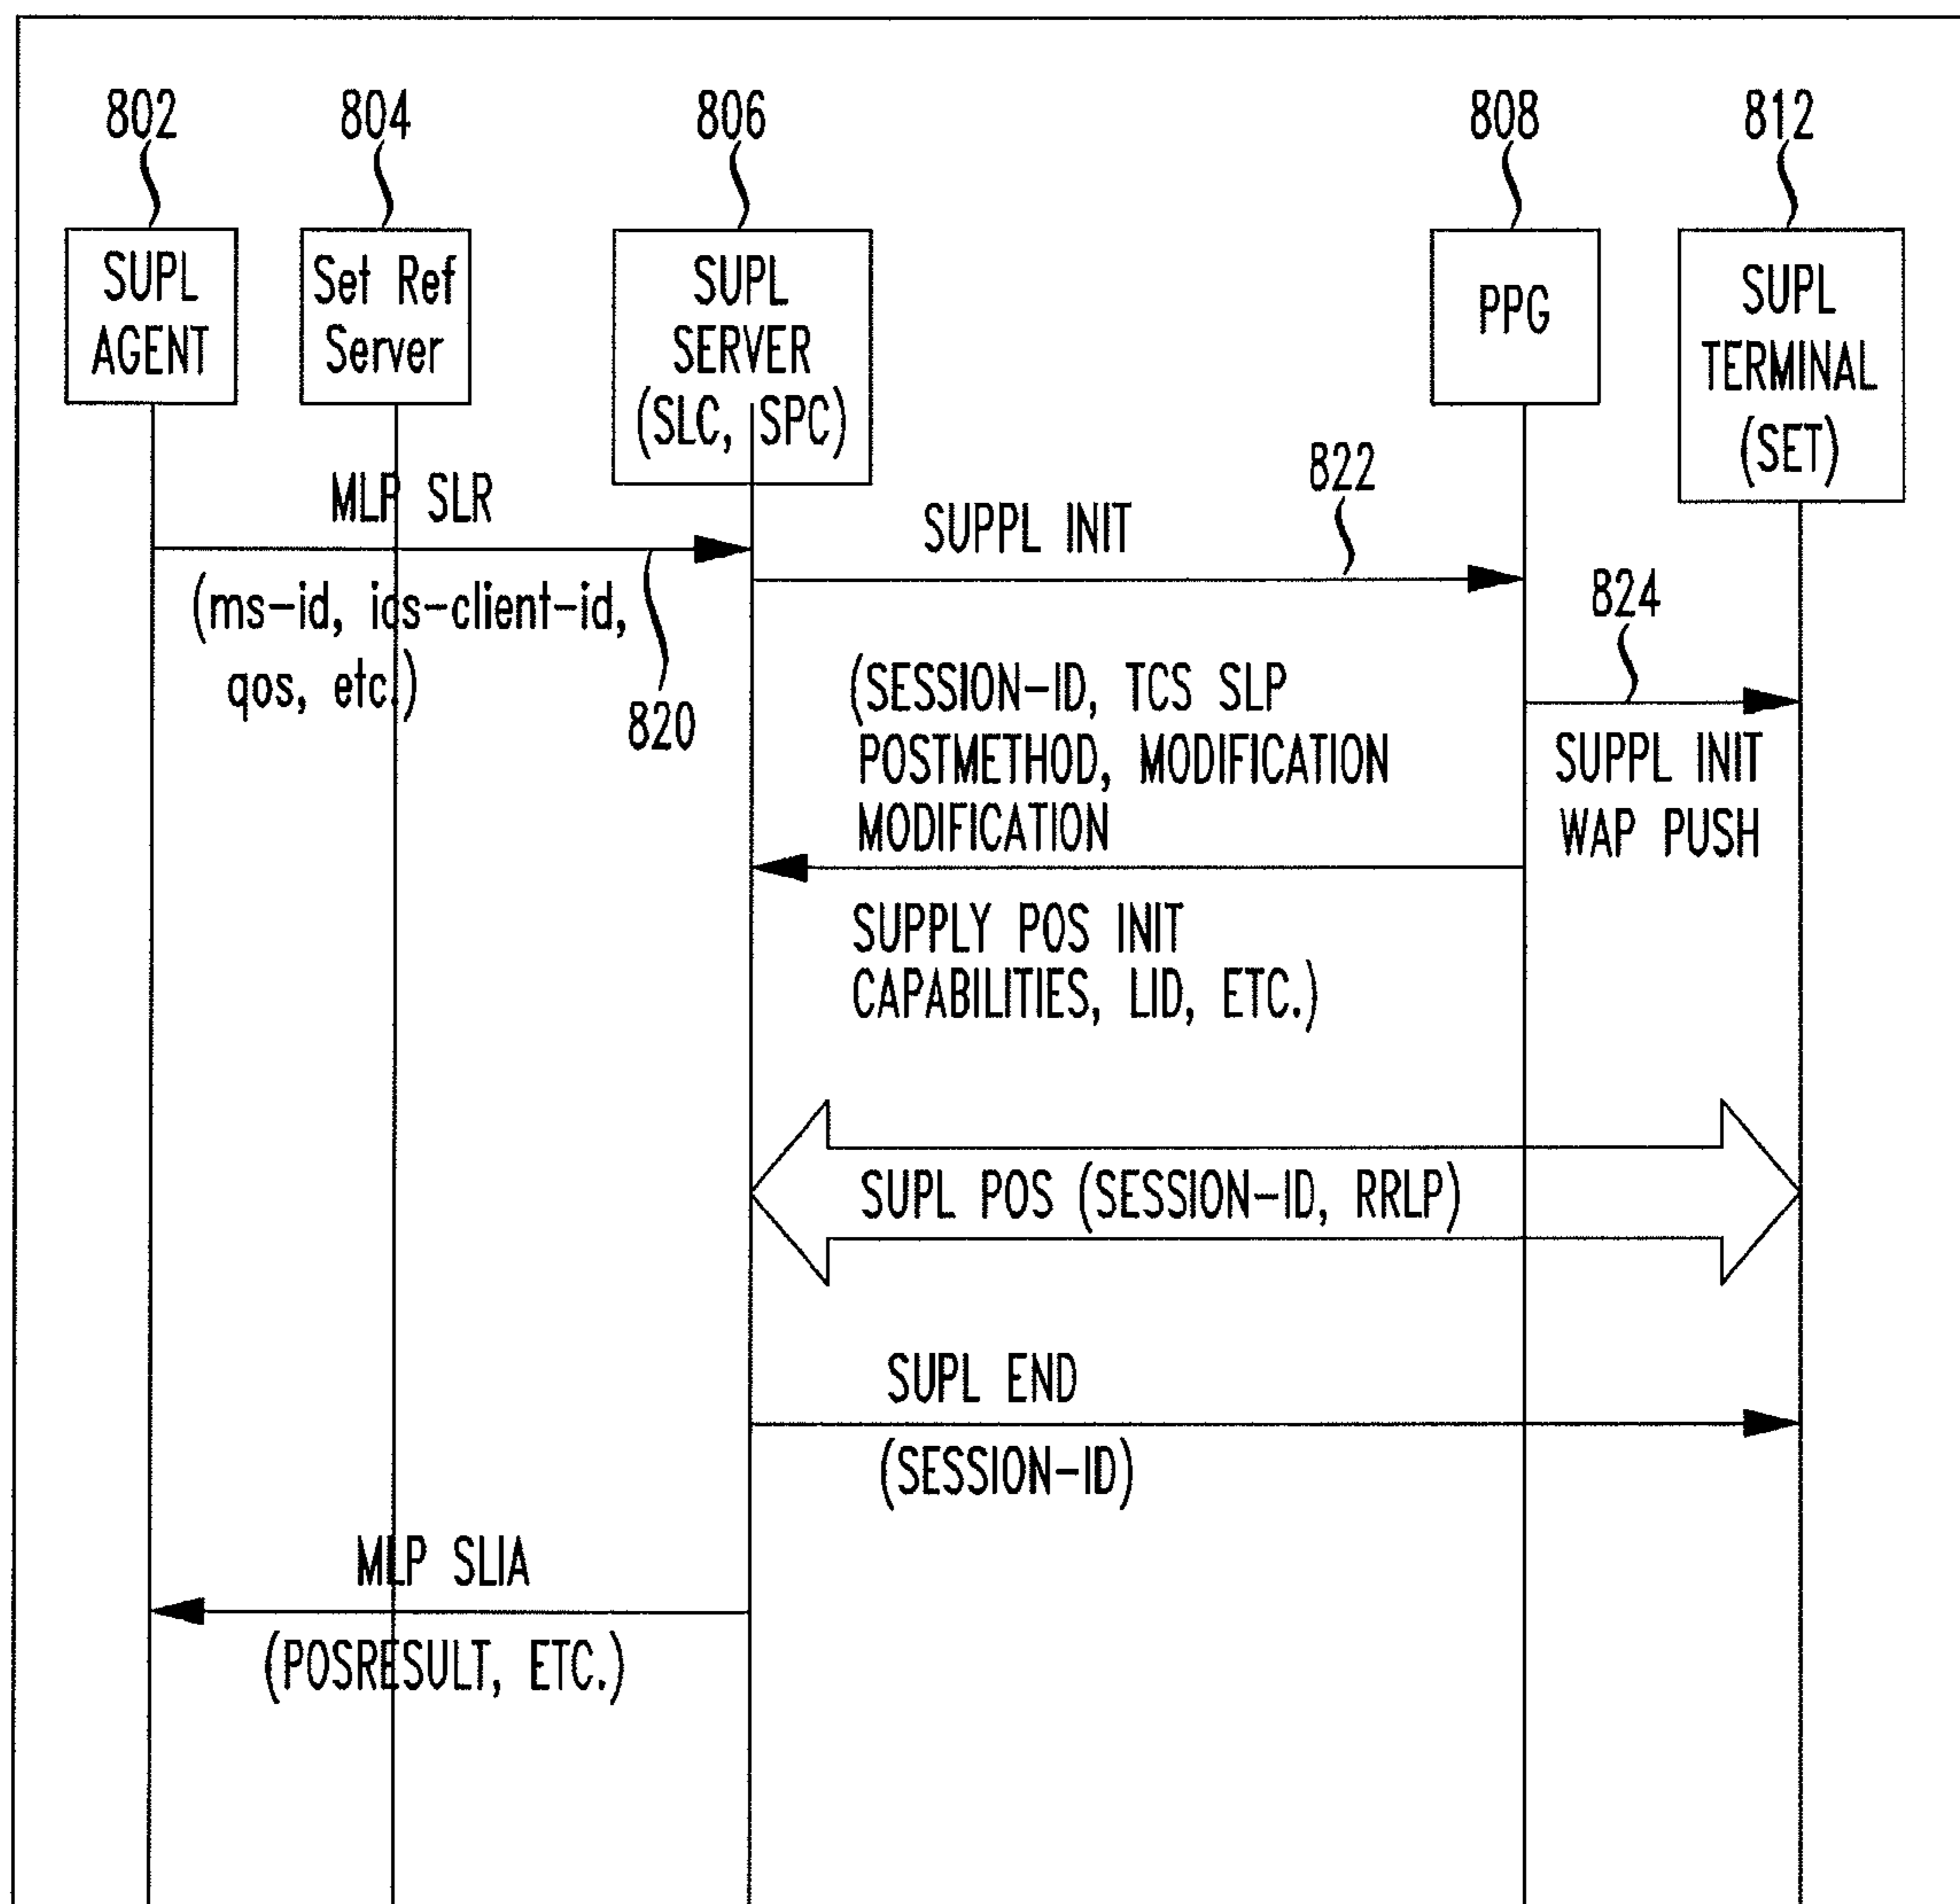 802
804
806
808
812
SUPL
AGENT
Set Ref
Server
SUPL
SERVER
(SLC, SPC)
PPG
SUPL
TERMINAL
(SET)
MLP SLR
(ms-id, ics-client-id,
qos, etc.)
820
SUPPL INIT
822
824
(SESSION-ID, TCS SLP
POSTMETHOD, MODIFICATION
MODIFICATION
SUPPL INIT
WAP PUSH
SUPPLY POS INIT
CAPABILITIES, LID, ETC.)
SUPL POS (SESSION-ID, RRLP)
SUPL END
(SESSION-ID)
MLP SLIA
(POSRESULT, ETC.)